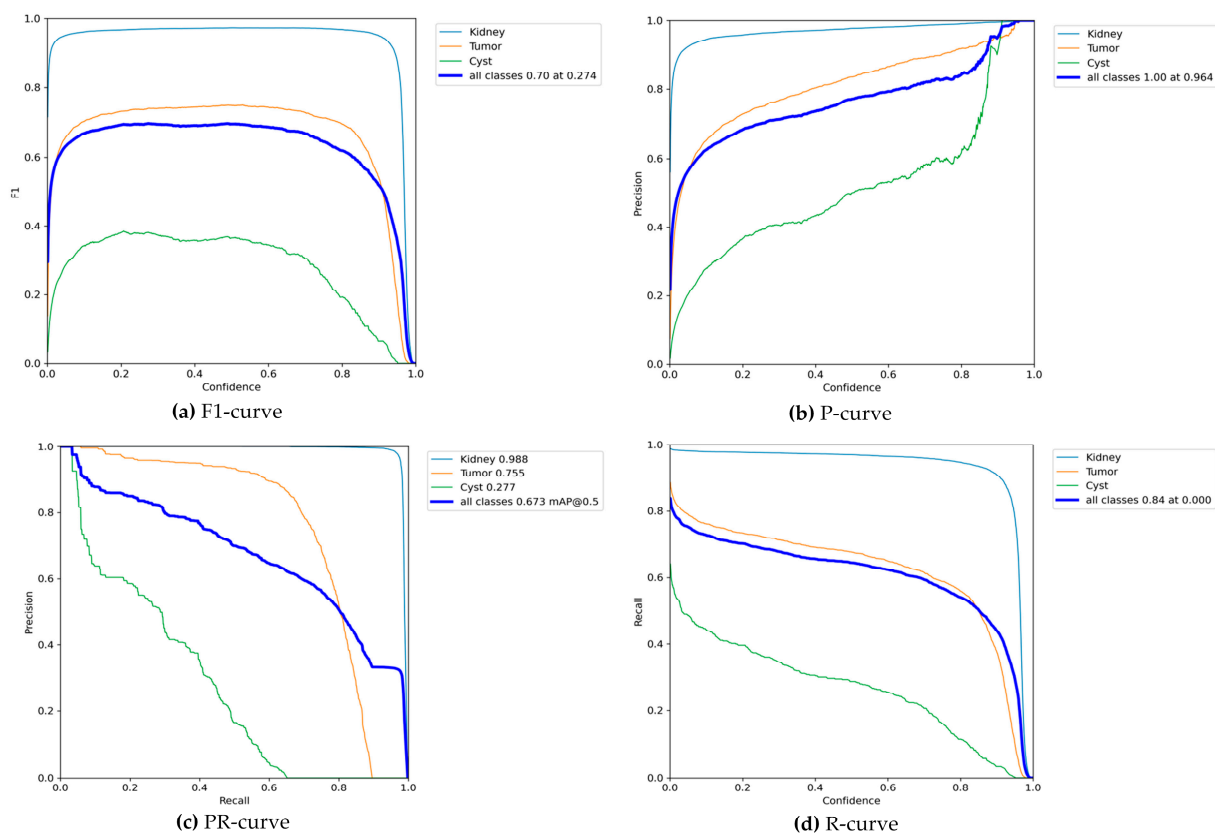 1.0
0.8
0.6
0.4
0.2
0.0
F1
0.0 0.2 0.4 0.6 0.8 1.0
Confidence
Kidney
Tumor
Cyst
all classes 0.70 at 0.274
(a) F1-curve
1.0
0.8
0.6
0.4
0.2
0.0
Precision
0.0 0.2 0.4 0.6 0.8 1.0
Confidence
Kidney
Tumor
Cyst
all classes 1.00 at 0.964
(b) P-curve
1.0
0.8
0.6
0.4
0.2
0.0
Precision
0.0 0.2 0.4 0.6 0.8 1.0
Recall
Kidney 0.988
Tumor 0.755
Cyst 0.277
all classes 0.673 mAP@0.5
(c) PR-curve
1.0
0.8
0.6
0.4
0.2
0.0
Recall
0.0 0.2 0.4 0.6 0.8 1.0
Confidence
Kidney
Tumor
Cyst
all classes 0.84 at 0.000
(d) R-curve